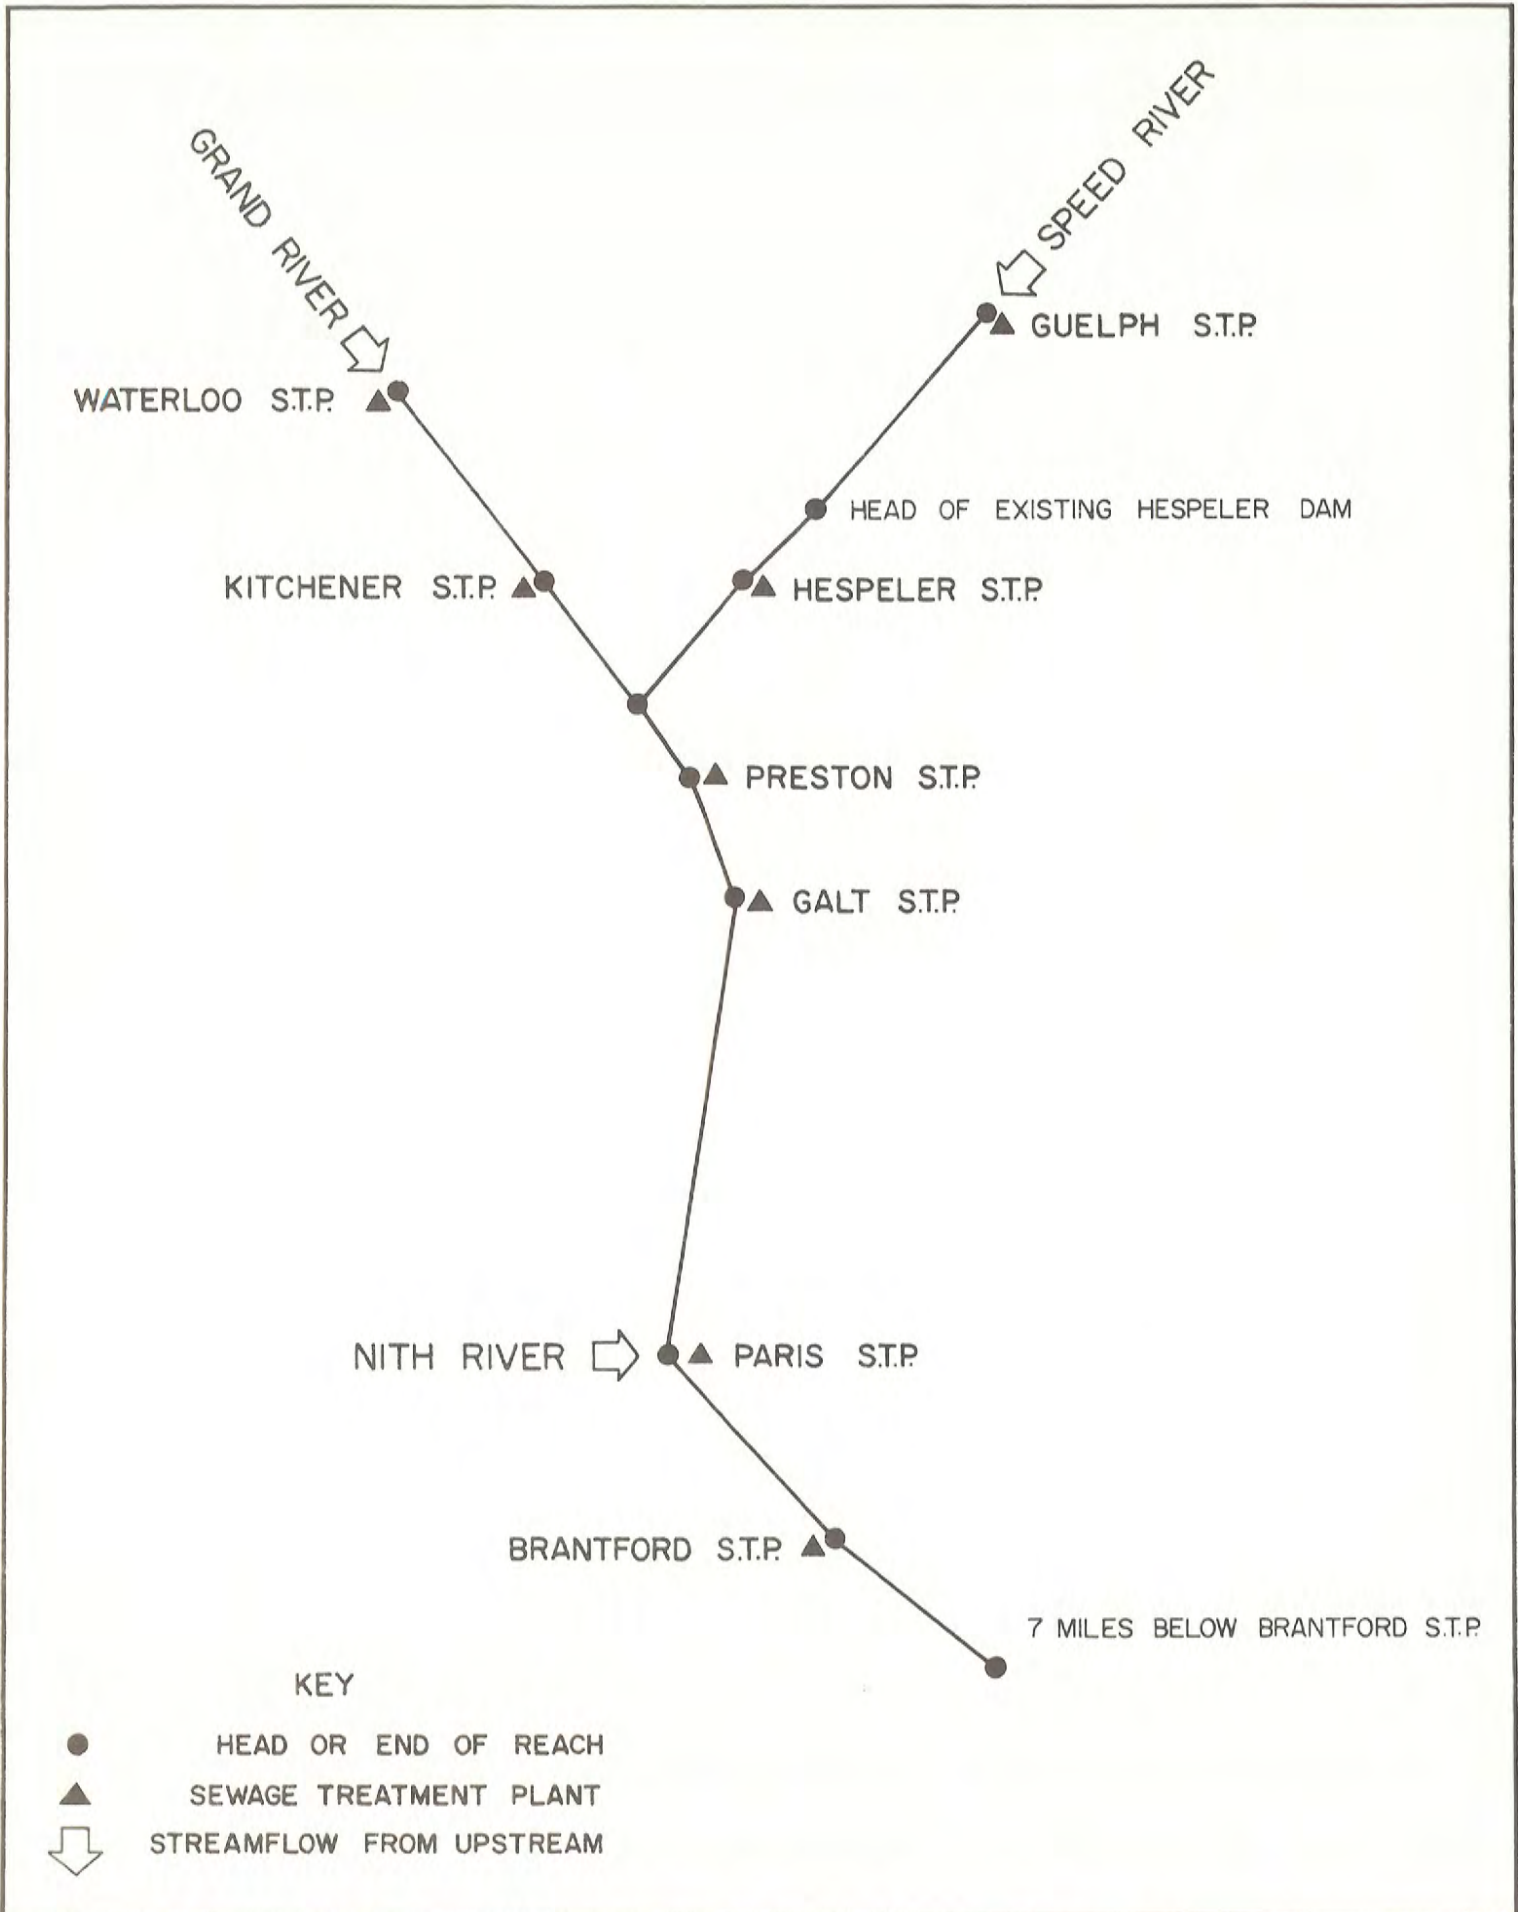 GRAND RIVER
SPEED RIVER
GUELPH S.T.P.
WATERLOO S.T.P.
HEAD OF EXISTING HESPELER DAM
KITCHENER S.T.P.
HESPELER S.T.P.
PRESTON S.T.P.
GALT S.T.P.
NITH RIVER
PARIS S.T.P.
BRANTFORD S.T.P.
7 MILES BELOW BRANTFORD S.T.P.
KEY
HEAD OR END OF REACH
SEWAGE TREATMENT PLANT
STREAMFLOW FROM UPSTREAM